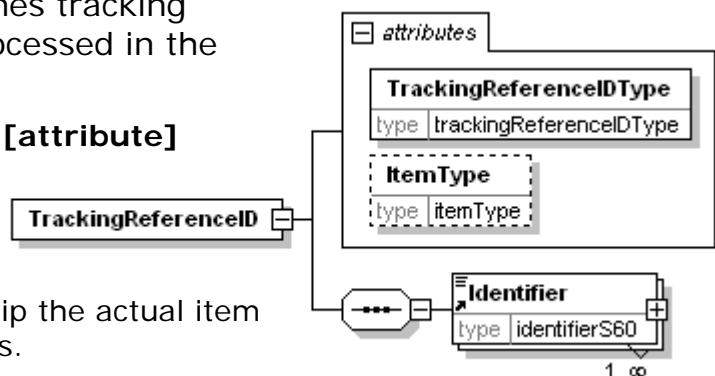 nes tracking
ocessed in the
[attribute]
ip the actual item
s.
attributes
TrackingReferenceIDType
type trackingReferenceIDType
ItemType
type itemType
TrackingReferenceID
Identifier
type identifierS60
1..∞